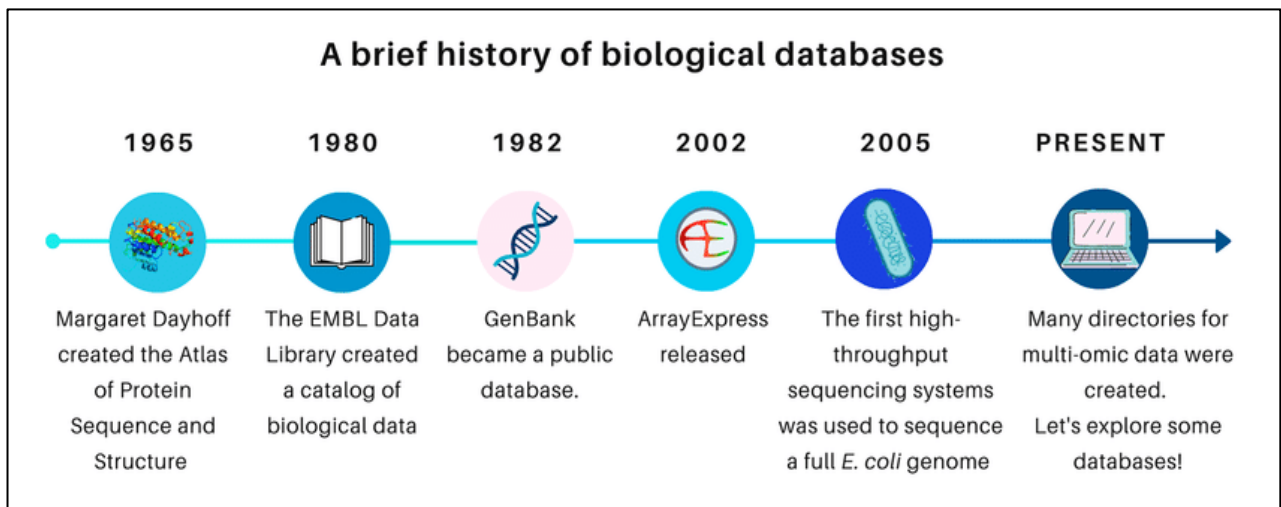 A brief history of biological databases
1965
1980
1982
2002
2005
PRESENT
AE
Margaret Dayhoff
created the Atlas
of Protein
Sequence and
Structure
The EMBL Data
Library created
a catalog of
biological data
GenBank
became a public
database.
ArrayExpress
released
The first high-
throughput
sequencing systems
was used to sequence
a full E. coli genome
Many directories for
multi-omic data were
created.
Let's explore some
databases!